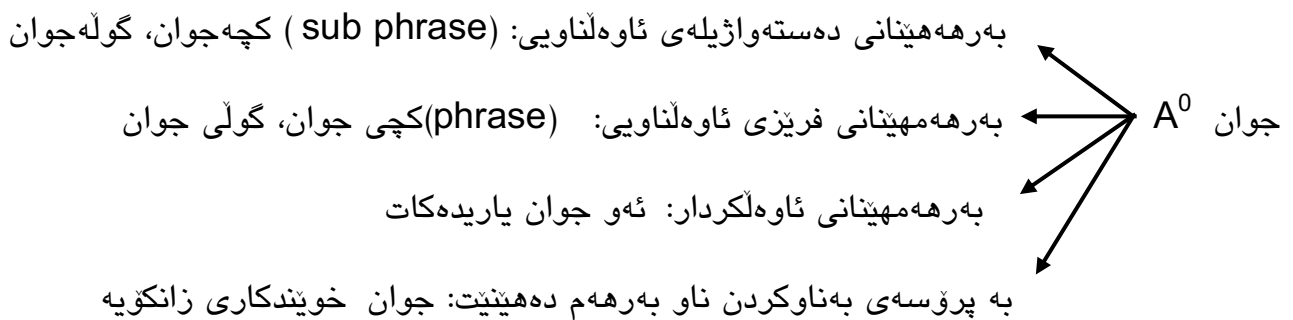 بەرهەهێنانی دەستەواژیلەی ئاوەڵناویی: (sub phrase ) کچەجوان، گوڵەجوان
جوان A⁰ بەرهەمهێنانی فرێزی ئاوەڵناویی: (phrase)کچی جوان، گوڵی جوان
بەرهەمهێنانی ئاوەڵکردار: ئەو جوان یاریدەکات
بە پرۆسەی بەناوکردن ناو بەرهەم دەهێنێت: جوان خوێندکاری زانکۆیە